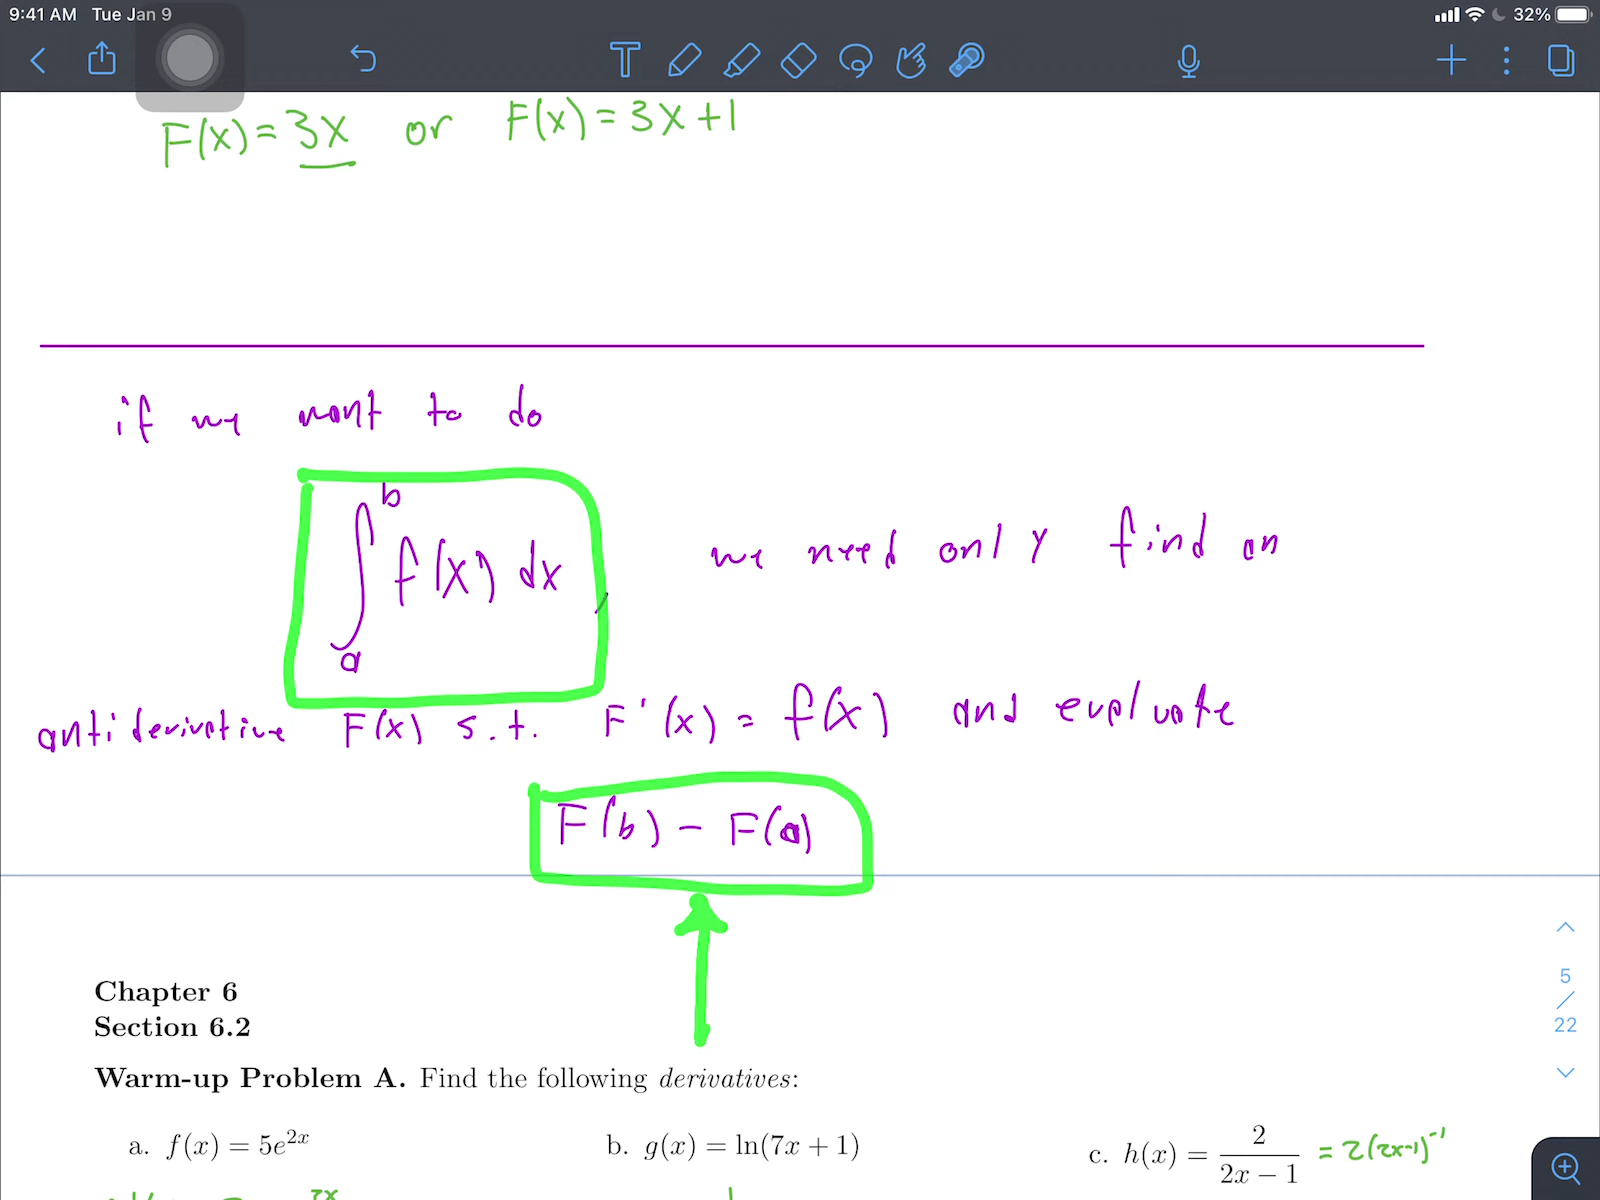 9:41 AM Tue Jan 9 32%
F(x) = 3x or F(x) = 3x + 1
if we want to do
∫_a^b f(x) dx, we need only find an
antiderivative F(x) s.t. F'(x) = f(x) and evaluate
F(b) - F(a)
5
/
22
Chapter 6
Section 6.2
Warm-up Problem A. Find the following derivatives:
a. f(x) = 5e^{2x} b. g(x) = ln(7x + 1) c. h(x) = 2/(2x − 1) = 2(2x-1)^{-1}